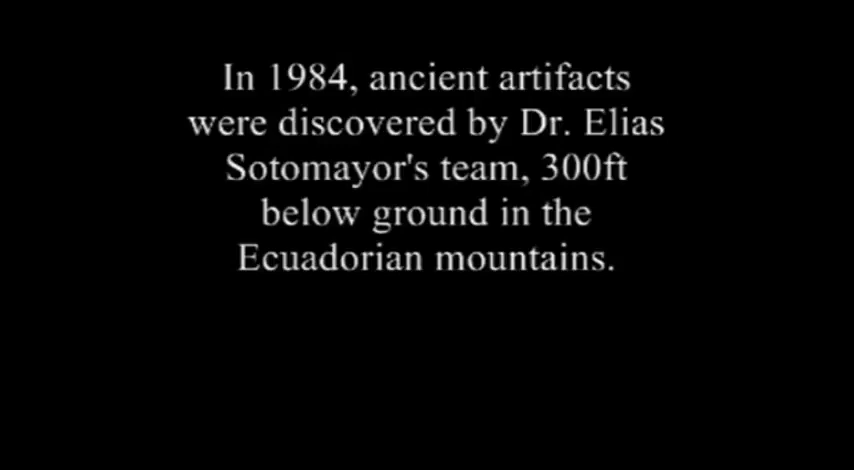 In 1984, ancient artifacts
were discovered by Dr. Elias
Sotomayor's team, 300ft
below ground in the
Ecuadorian mountains.